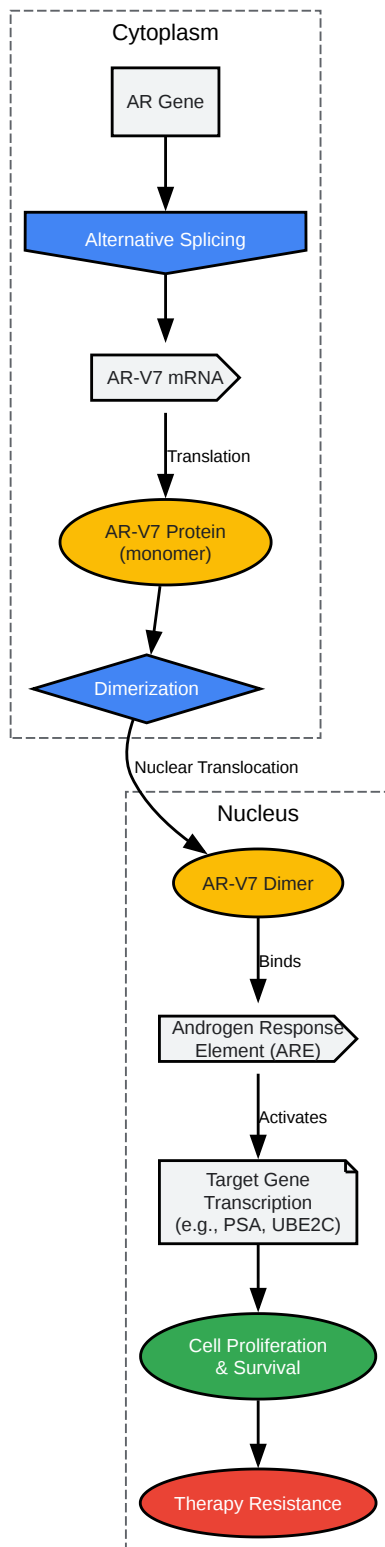 Cytoplasm
AR Gene
Alternative Splicing
AR-V7 mRNA
Translation
AR-V7 Protein
(monomer)
Dimerization
Nuclear Translocation
Nucleus
AR-V7 Dimer
Binds
Androgen Response
Element (ARE)
Activates
Target Gene
Transcription
(e.g., PSA, UBE2C)
Cell Proliferation
& Survival
Therapy Resistance